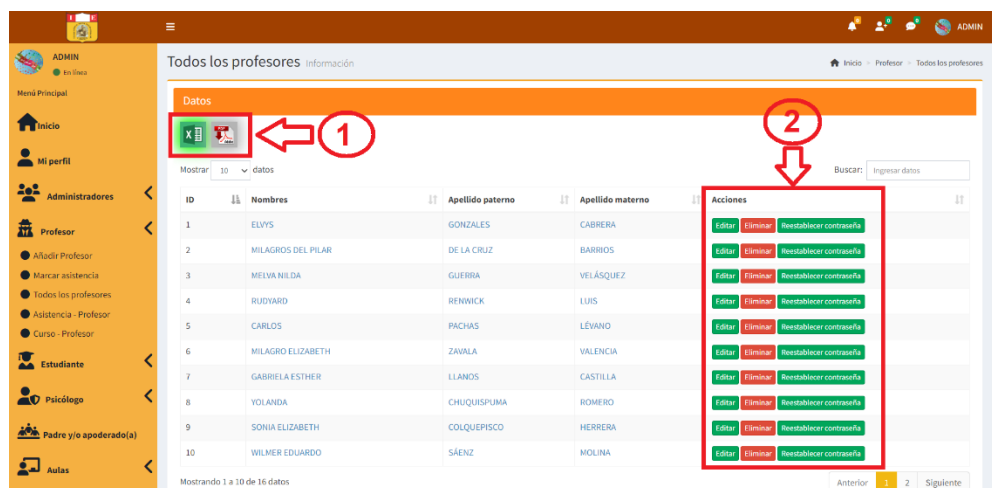 ADMIN
ADMIN
En línea
Menú Principal
Inicio
Mi perfil
Administradores
Profesor
Añadir Profesor
Marcar asistencia
Todos los profesores
Asistencia - Profesor
Curso - Profesor
Estudiante
Psicólogo
Padre y/o apoderado(a)
Aulas
Todos los profesores Información
Inicio > Profesor > Todos los profesores
Datos
1
2
Mostrar 10 datos
Buscar: Ingresar datos
ID Nombres Apellido paterno Apellido materno Acciones
1 ELVYS GONZALES CABRERA Editar Eliminar Reestablecer contraseña
2 MILAGROS DEL PILAR DE LA CRUZ BARRIOS Editar Eliminar Reestablecer contraseña
3 MELVA NILDA GUERRA VELÁSQUEZ Editar Eliminar Reestablecer contraseña
4 RUDYARD RENWICK LUIS Editar Eliminar Reestablecer contraseña
5 CARLOS PACHAS LÉVANO Editar Eliminar Reestablecer contraseña
6 MILAGRO ELIZABETH ZAVALA VALENCIA Editar Eliminar Reestablecer contraseña
7 GABRIELA ESTHER LLANOS CASTILLA Editar Eliminar Reestablecer contraseña
8 YOLANDA CHUQUISPUMA ROMERO Editar Eliminar Reestablecer contraseña
9 SONIA ELIZABETH COLQUEPISCO HERRERA Editar Eliminar Reestablecer contraseña
10 WILMER EDUARDO SÁENZ MOLINA Editar Eliminar Reestablecer contraseña
Mostrando 1 a 10 de 16 datos
Anterior 1 2 Siguiente